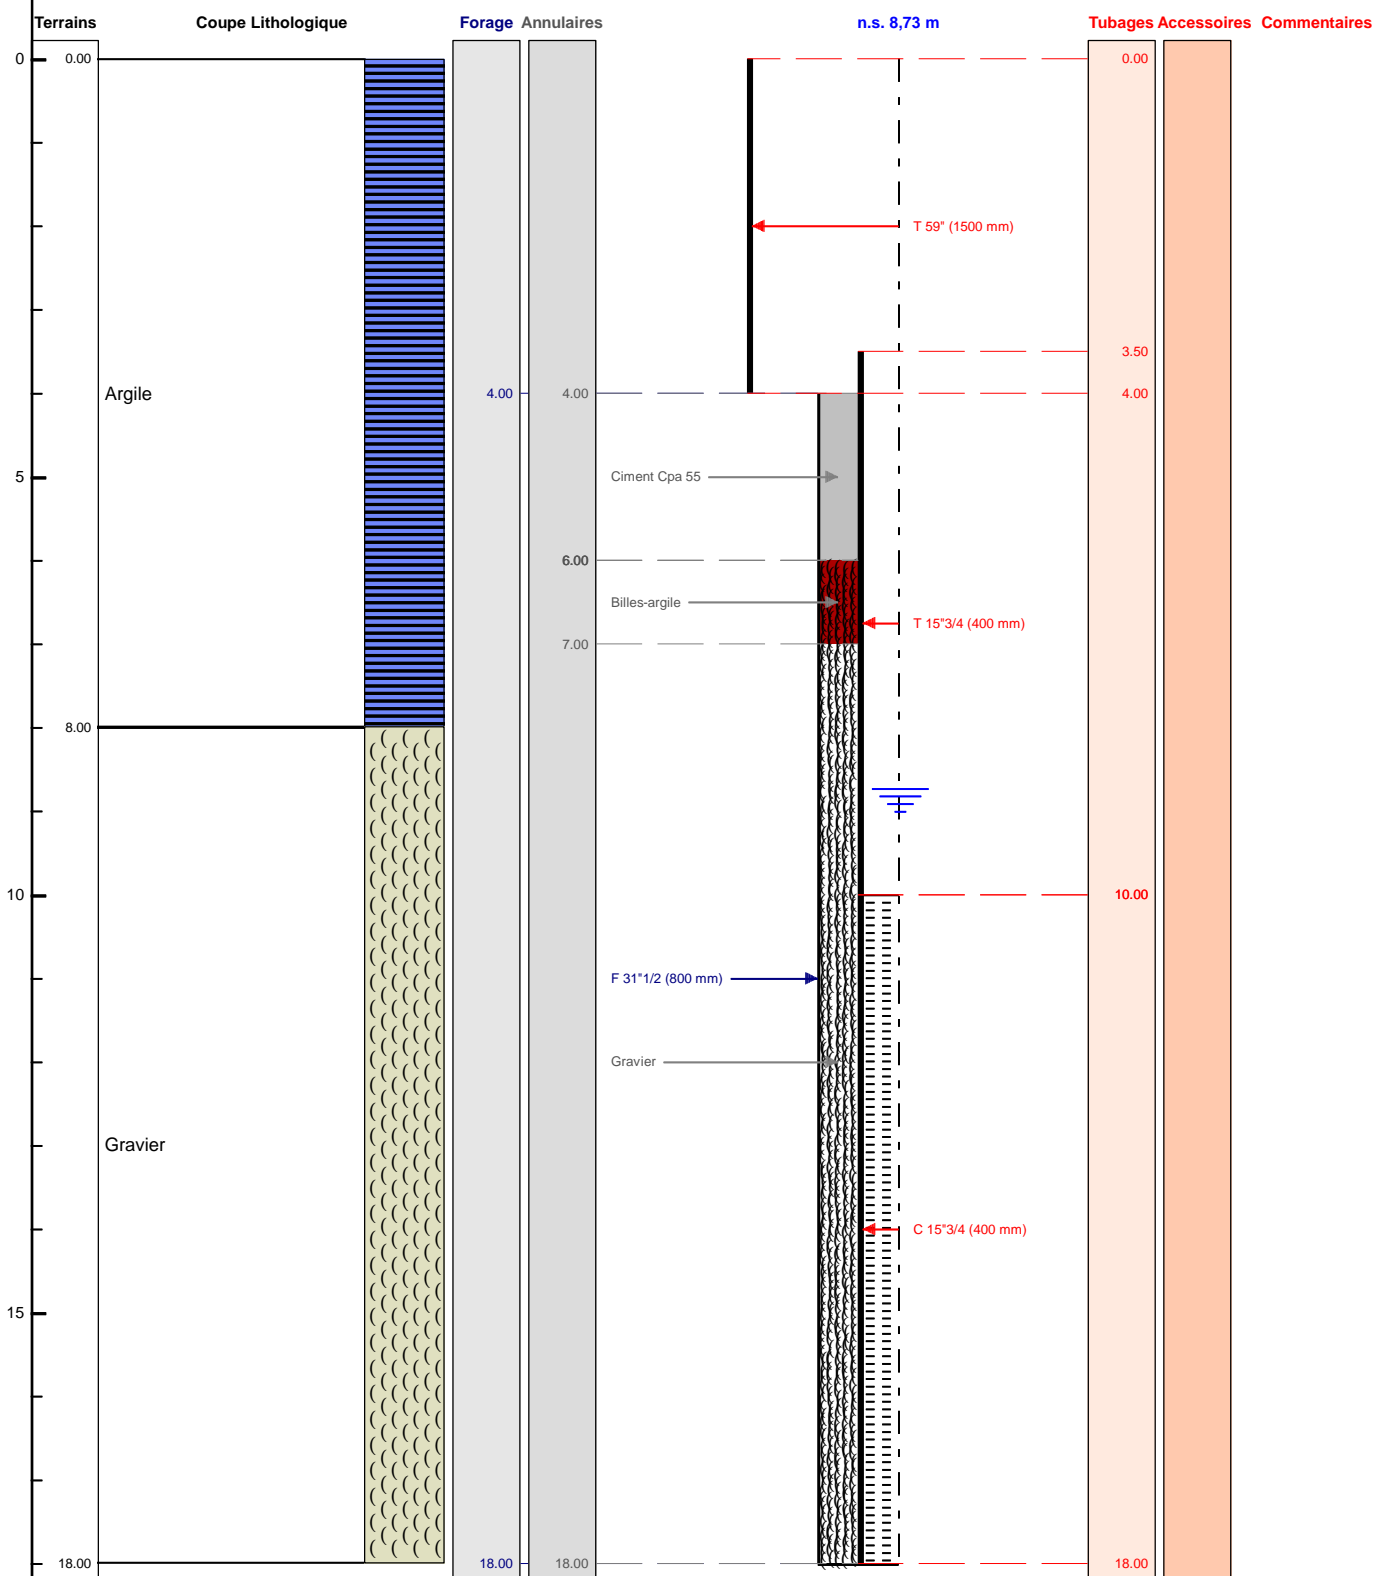 Terrains Coupe Lithologique Forage Annulaires n.s. 8,73 m Tubages Accessoires Commentaires
0 0.00 0.00
T 59" (1500 mm)
3.50
Argile 4.00 4.00 4.00
5 Ciment Cpa 55
6.00
Billes-argile
T 15"3/4 (400 mm)
7.00
8.00
10 10.00
F 31"1/2 (800 mm)
Gravier
Gravier
C 15"3/4 (400 mm)
15
18.00 18.00 18.00 18.00